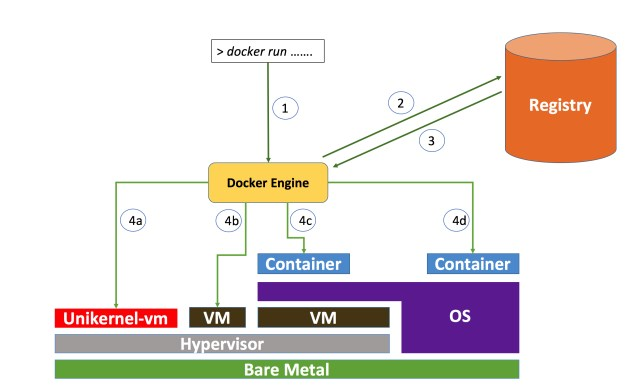 > docker run .......
1
2
Registry
3
Docker Engine
4a
4b
4c
4d
Container
Container
Unikernel-vm
VM
VM
OS
Hypervisor
Bare Metal